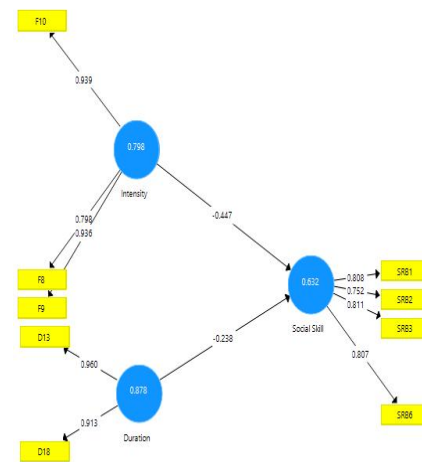 F10
0.939
0.798
Intensity
0.798
0.936
-0.447
F8
F9
D13
0.960
0.878
Duration
0.913
D18
-0.238
0.632
Social Skill
0.808
0.752
0.811
0.807
SRB1
SRB2
SRB3
SRB6